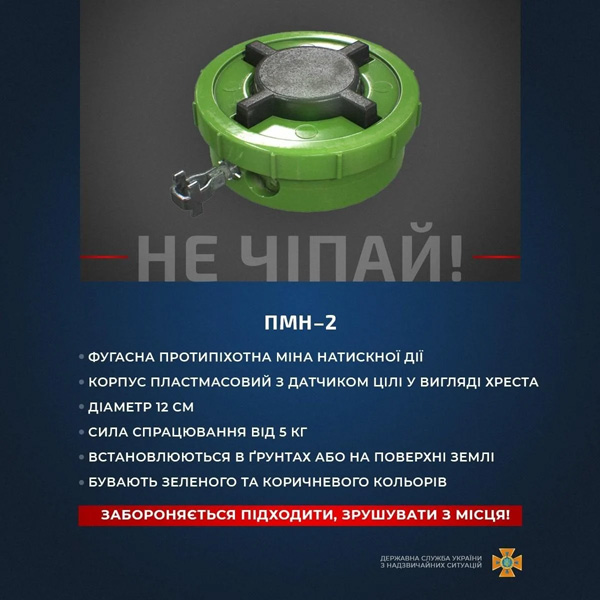 НЕ ЧІПАЙ!
ПМН–2
• ФУГАСНА ПРОТИПІХОТНА МІНА НАТИСКНОЇ ДІЇ
• КОРПУС ПЛАСТМАСОВИЙ З ДАТЧИКОМ ЦІЛІ У ВИГЛЯДІ ХРЕСТА
• ДІАМЕТР 12 СМ
• СИЛА СПРАЦЮВАННЯ ВІД 5 КГ
• ВСТАНОВЛЮЮТЬСЯ В ҐРУНТАХ АБО НА ПОВЕРХНІ ЗЕМЛІ
• БУВАЮТЬ ЗЕЛЕНОГО ТА КОРИЧНЕВОГО КОЛЬОРІВ
ЗАБОРОНЯЄТЬСЯ ПІДХОДИТИ, ЗРУШУВАТИ З МІСЦЯ!
ДЕРЖАВНА СЛУЖБА УКРАЇНИ
З НАДЗВИЧАЙНИХ СИТУАЦІЙ